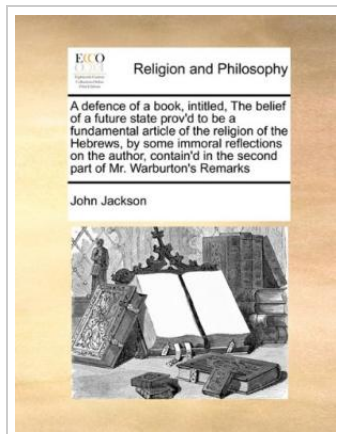 ECCO
Religion and Philosophy
A defence of a book, intitled, The belief
of a future state prov'd to be a
fundamental article of the religion of the
Hebrews, by some immoral reflections
on the author, contain'd in the second
part of Mr. Warburton's Remarks
John Jackson